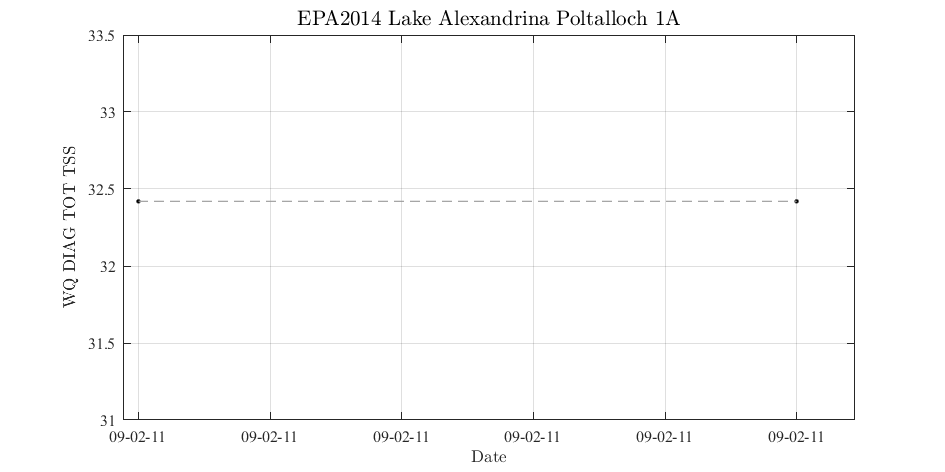 EPA2014 Lake Alexandrina Poltalloch 1A
33.5
33
32.5
32
31.5
31
WQ DIAG TOT TSS
09-02-11 09-02-11 09-02-11 09-02-11 09-02-11 09-02-11
Date